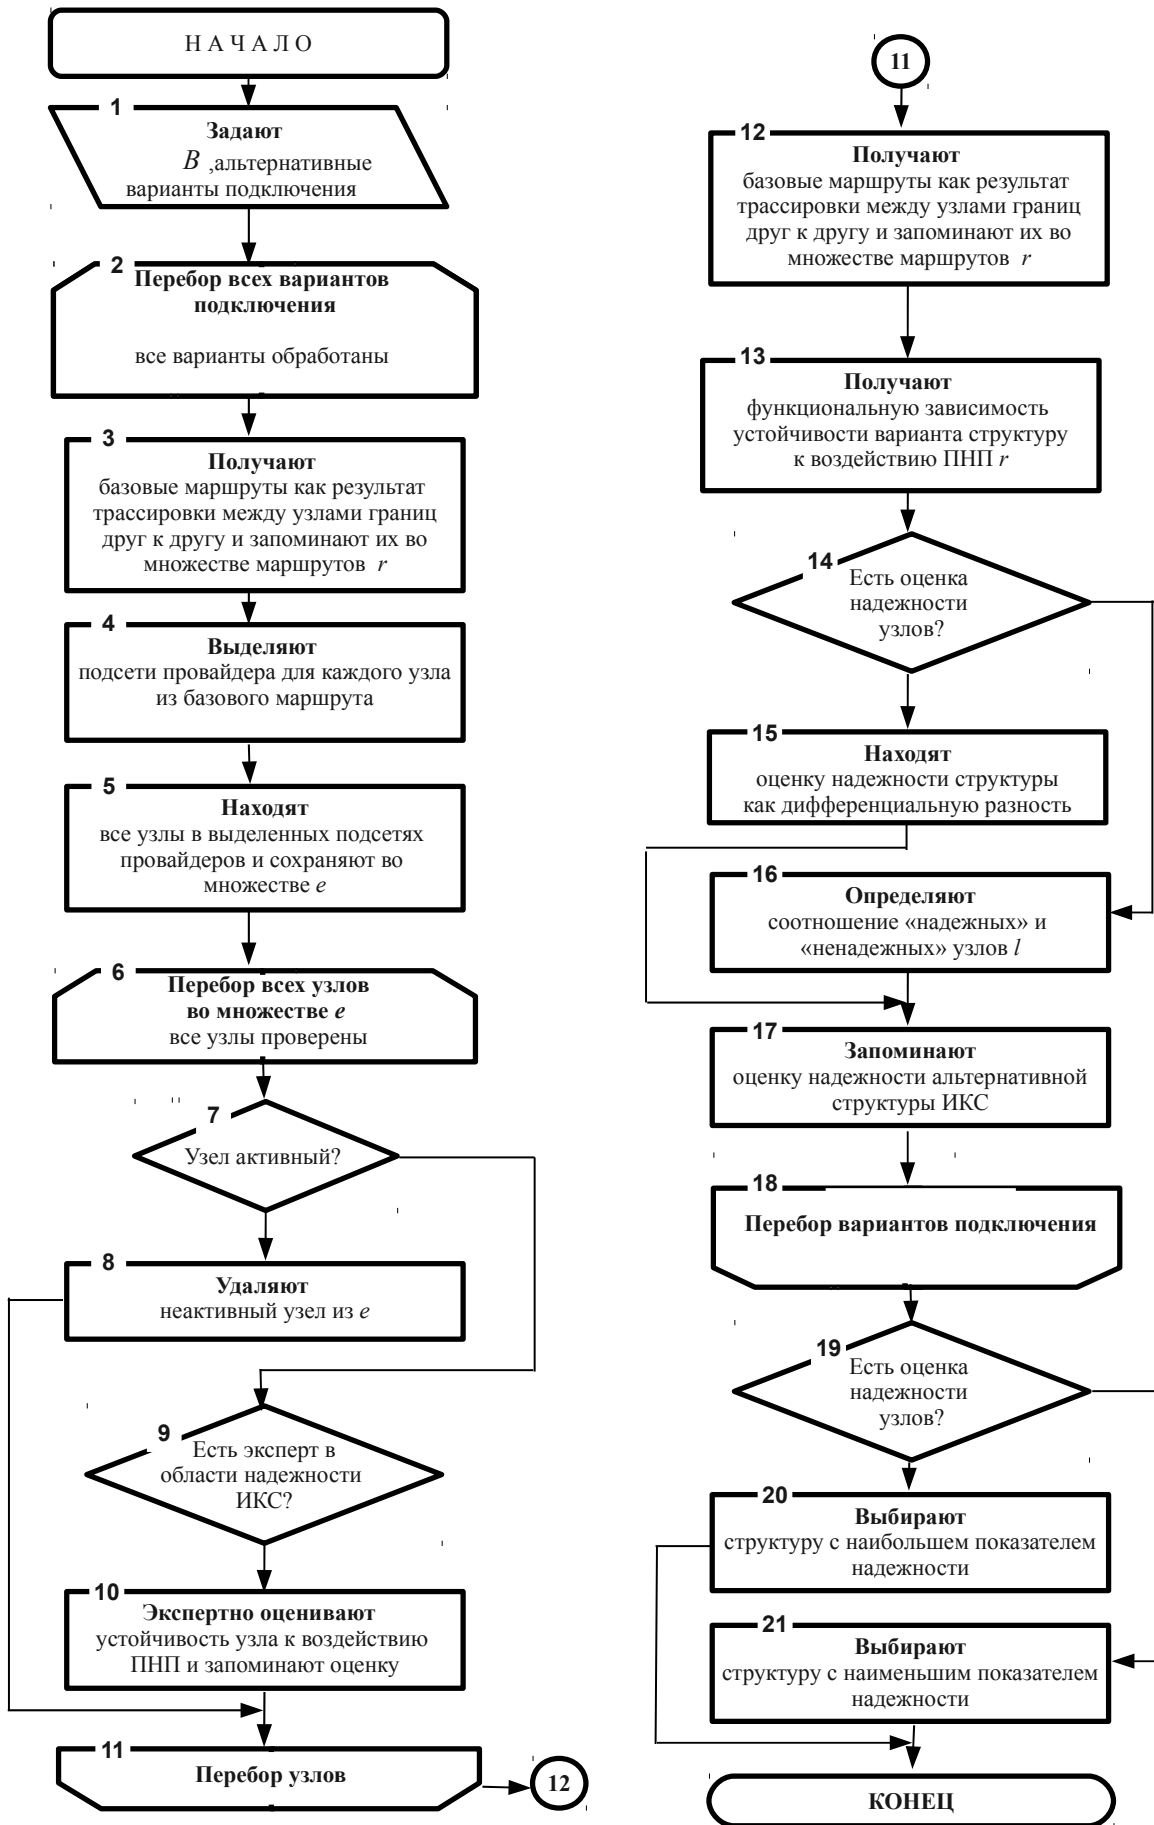 Н А Ч А Л О
1
Задают
B ,альтернативные
варианты подключения
2
Перебор всех вариантов
подключения
все варианты обработаны
3
Получают
базовые маршруты как результат
трассировки между узлами границ
друг к другу и запоминают их во
множестве маршрутов r
4
Выделяют
подсети провайдера для каждого узла
из базового маршрута
5
Находят
все узлы в выделенных подсетях
провайдеров и сохраняют во
множестве e
6
Перебор всех узлов
во множестве e
все узлы проверены
7
Узел активный?
8
Удаляют
неактивный узел из e
9
Есть эксперт в
области надежности
ИКС?
10
Экспертно оценивают
устойчивость узла к воздействию
ПНП и запоминают оценку
11
Перебор узлов
12
11
12
Получают
базовые маршруты как результат
трассировки между узлами границ
друг к другу и запоминают их во
множестве маршрутов r
13
Получают
функциональную зависимость
устойчивости варианта структуру
к воздействию ПНП r
14
Есть оценка
надежности
узлов?
15
Находят
оценку надежности структуры
как дифференциальную разность
16
Определяют
соотношение «надежных» и
«ненадежных» узлов l
17
Запоминают
оценку надежности альтернативной
структуры ИКС
18
Перебор вариантов подключения
19
Есть оценка
надежности
узлов?
20
Выбирают
структуру с наибольшем показателем
надежности
21
Выбирают
структуру с наименьшим показателем
надежности
КОНЕЦ